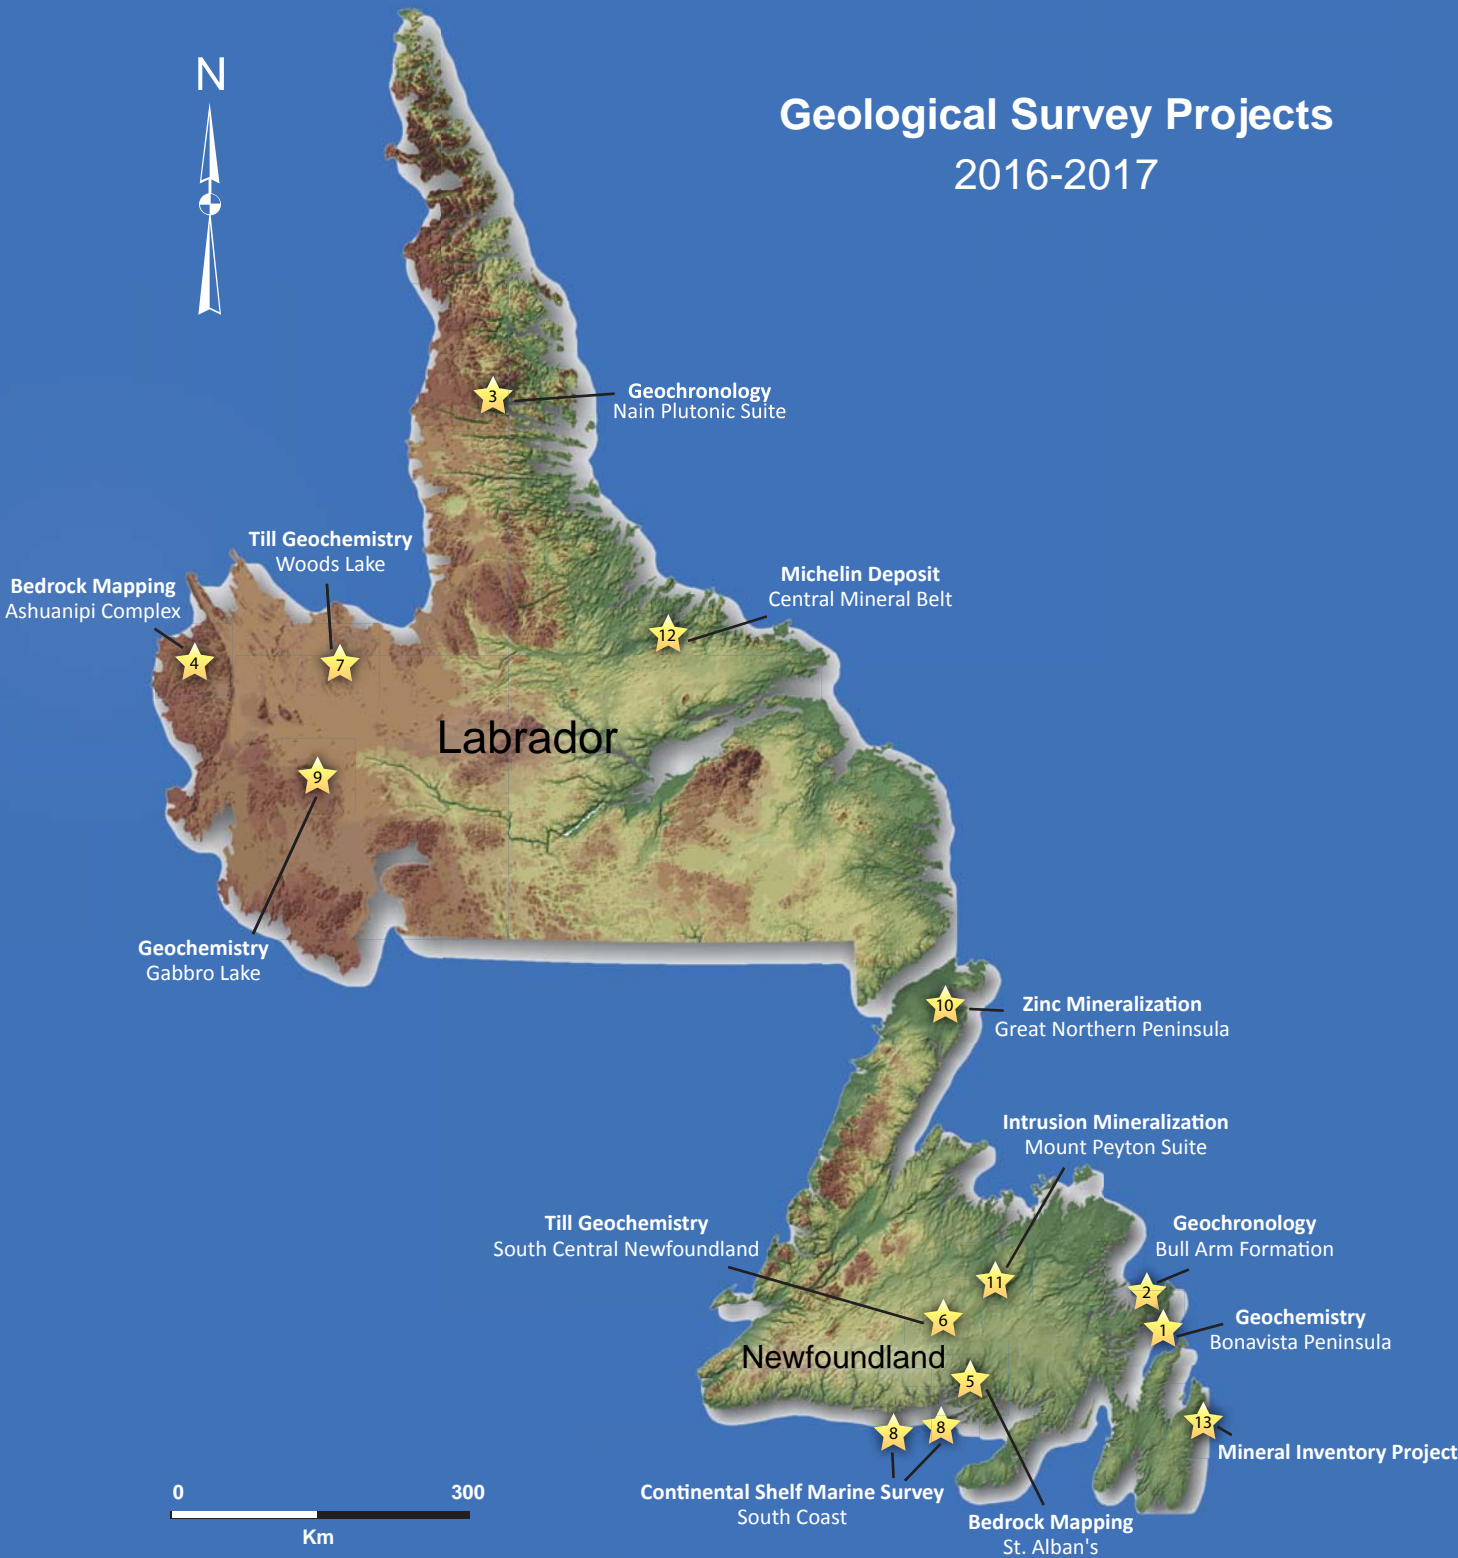 N
Geological Survey Projects
2016-2017
3
Geochronology
Nain Plutonic Suite
Till Geochemistry
Woods Lake
Bedrock Mapping
Ashuanipi Complex
Michelin Deposit
Central Mineral Belt
12
4
7
Labrador
9
Geochemistry
Gabbro Lake
10
Zinc Mineralization
Great Northern Peninsula
Intrusion Mineralization
Mount Peyton Suite
Till Geochemistry
South Central Newfoundland
Geochronology
Bull Arm Formation
11
2
6
1
Geochemistry
Bonavista Peninsula
Newfoundland
5
8
8
13
Mineral Inventory Project
Continental Shelf Marine Survey
South Coast
Bedrock Mapping
St. Alban's
0 300
Km